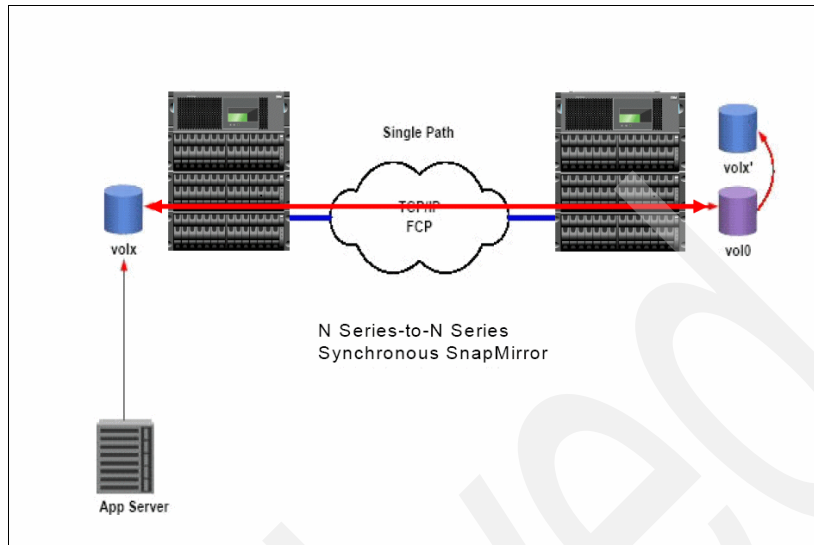 Single Path
TCP/IP
FCP
volx
volx'
vol0
N Series-to-N Series
Synchronous SnapMirror
App Server